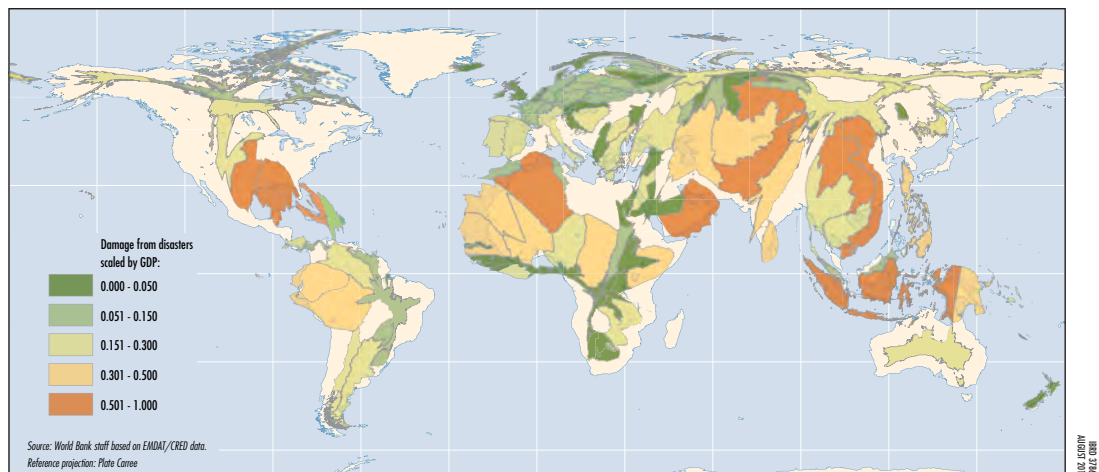 Damage from disasters
scaled by GDP:
0.000 - 0.050
0.051 - 0.150
0.151 - 0.300
0.301 - 0.500
0.501 - 1.000
Source: World Bank staff based on EMDAT/CRED data.
Reference projection: Plate Carree
IBRD
AUGUST